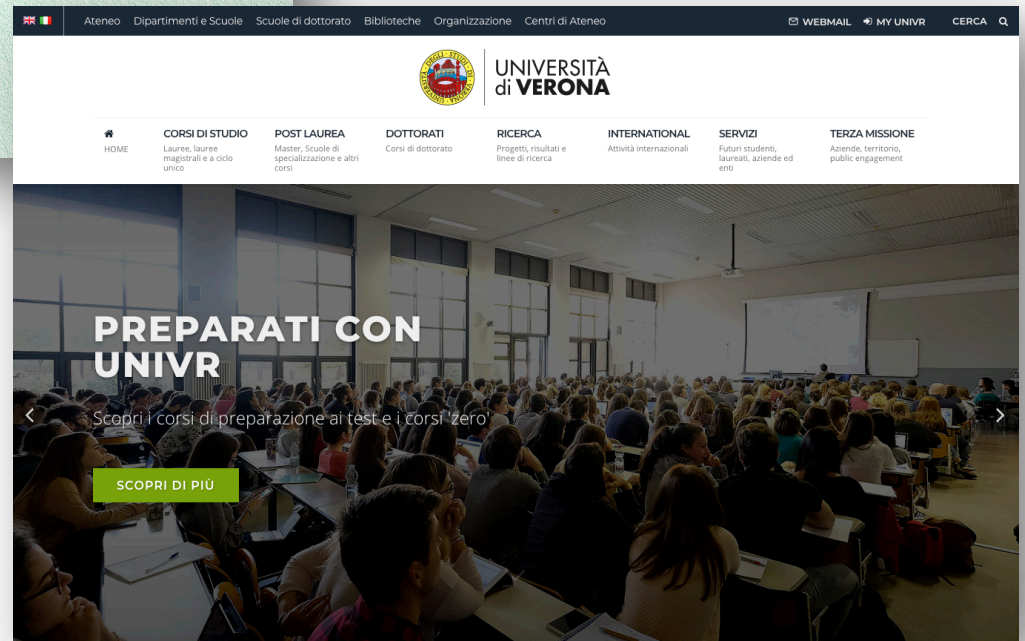 Ateneo Dipartimenti e Scuole Scuole di dottorato Biblioteche Organizzazione Centri di Ateneo WEBMAIL MY UNIVR CERCA
UNIVERSITÀ
di VERONA
HOME
CORSI DI STUDIO
Lauree, lauree
magistrali e a ciclo
unico
POST LAUREA
Master, Scuole di
specializzazione e altri
corsi
DOTTORATI
Corsi di dottorato
RICERCA
Progetti, risultati e
linee di ricerca
INTERNATIONAL
Attività internazionali
SERVIZI
Futuri studenti,
laureati, aziende ed
enti
TERZA MISSIONE
Aziende, territorio,
public engagement
PREPARATI CON
UNIVR
Scopri i corsi di preparazione ai test e i corsi 'zero'
SCOPRI DI PIÙ